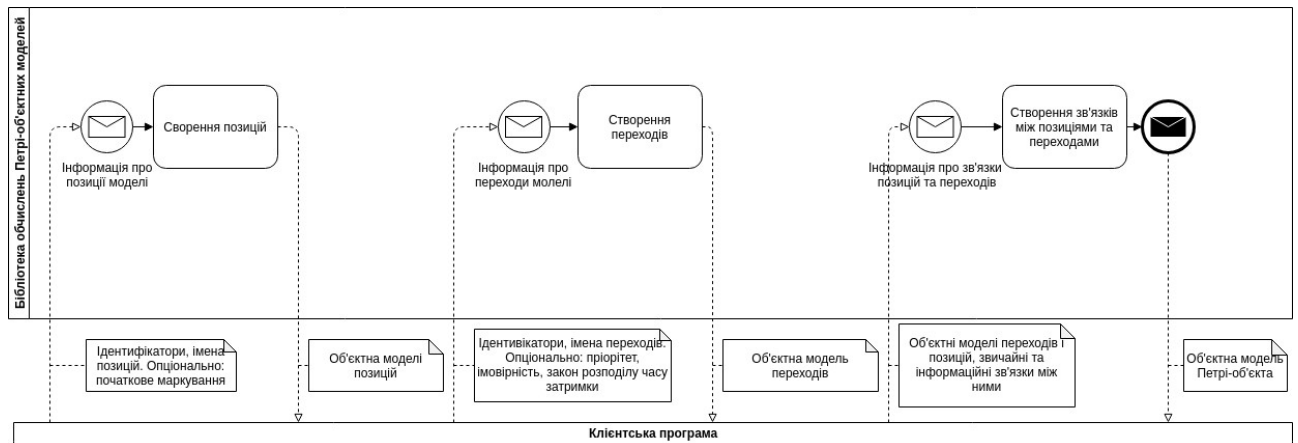 Бібліотека обчислень Петрі-об'єктних моделей
Сворення позицій
Інформація про
позиції моделі
Створення
переходів
Інформація про
переходи молелі
Створення зв'язків
між позиціями та
переходами
Інформація про зв'язки
позицій та переходів
Ідентифікатори, імена
позицій. Опціонально:
початкове маркування
Об'єктна моделі
позицій
Ідентивікатори, імена переходів.
Опціонально: пріорітет,
імовірність, закон розподілу часу
затримки
Об'єктна модель
переходів
Об'єктні моделі переходів і
позицій, звичайні та
інформаційні зв'язки між
ними
Об'єктна модель
Петрі-об'єкта
Клієнтська програма